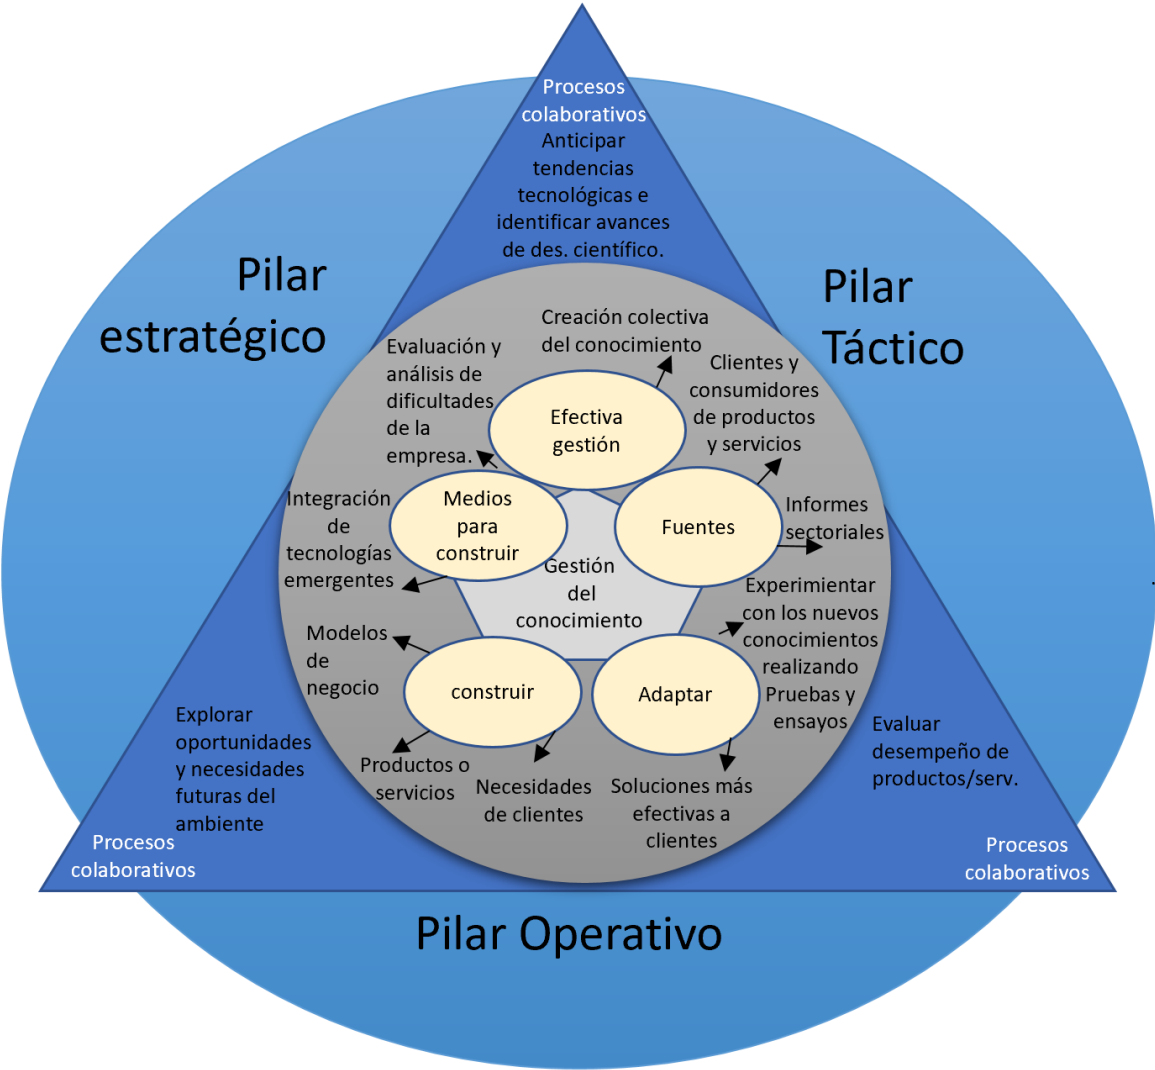 Procesos
colaborativos
Anticipar
tendencias
tecnológicas e
identificar avances
de des. científico.
Pilar
estratégico
Pilar
Táctico
Creación colectiva
del conocimiento
Evaluación y
análisis de
dificultades
de la
empresa.
Clientes y
consumidores
de productos
y servicios
Efectiva
gestión
Integración
de
tecnologías
emergentes
Medios
para
construir
Fuentes
Informes
sectoriales
Gestión
del
conocimiento
Experimientar
con los nuevos
conocimientos
realizando
Pruebas y
ensayos
Modelos
de
negocio
construir
Adaptar
Explorar
oportunidades
y necesidades
futuras del
ambiente
Evaluar
desempeño de
productos/serv.
Productos o
servicios
Necesidades
de clientes
Soluciones más
efectivas a
clientes
Procesos
colaborativos
Procesos
colaborativos
Pilar Operativo